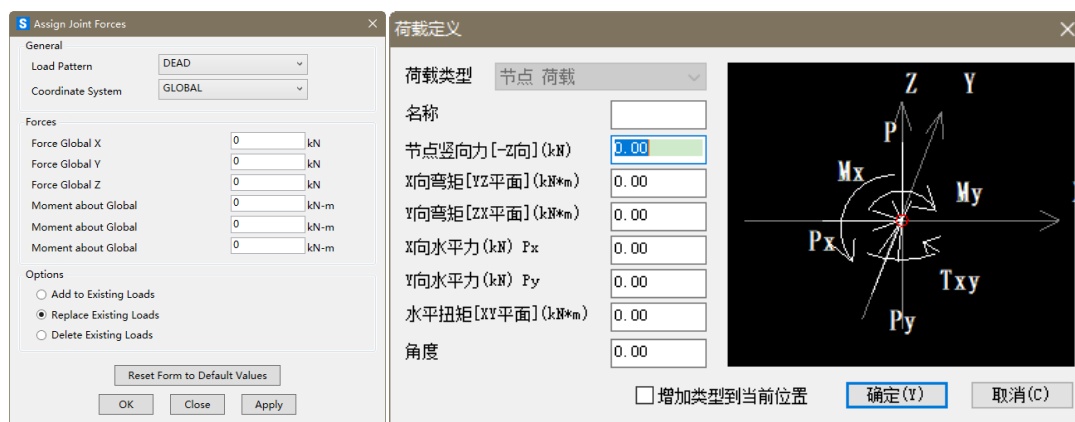 S Assign Joint Forces
General
Load Pattern DEAD
Coordinate System GLOBAL
Forces
Force Global X 0 kN
Force Global Y 0 kN
Force Global Z 0 kN
Moment about Global 0 kN-m
Moment about Global 0 kN-m
Moment about Global 0 kN-m
Options
Add to Existing Loads
Replace Existing Loads
Delete Existing Loads
Reset Form to Default Values
OK Close Apply
荷载定义
荷载类型 节点 荷载
名称
节点竖向力[-Z向](kN) 0.00
X向弯矩[YZ平面](kN*m) 0.00
Y向弯矩[ZX平面](kN*m) 0.00
X向水平力(kN) Px 0.00
Y向水平力(kN) Py 0.00
水平扭矩[XY平面](kN*m) 0.00
角度 0.00
Z Y
P
Mx
My
Px
Txy
Py
增加类型到当前位置 确定(Y) 取消(C)